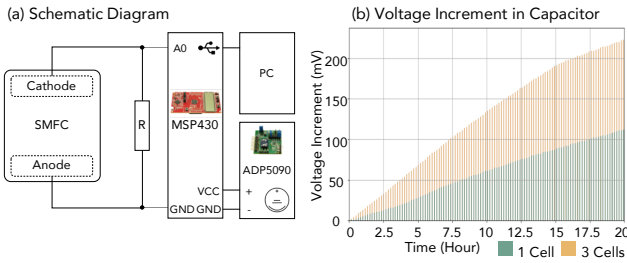 (a) Schematic Diagram
A0
Cathode
SMFC
Anode
R
MSP430
PC
ADP5090
VCC
+
GND GND
-
(b) Voltage Increment in Capacitor
Voltage Increment (mV)
200
150
100
50
0
0 2.5 5 7.5 10 12.5 15 17.5 20
Time (Hour)
1 Cell 3 Cells